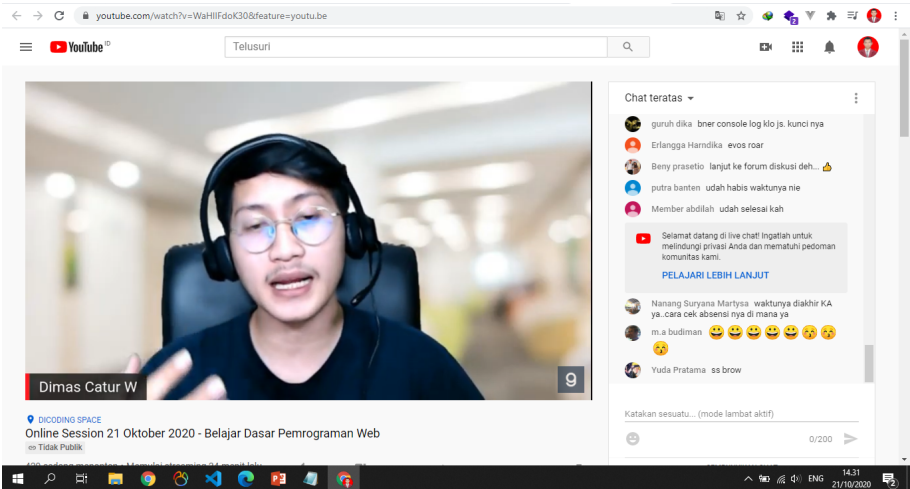 youtube.com/watch?v=WaHIIFdoK30&feature=youtu.be
YouTube ID
Telusuri
Dimas Catur W
9
DICODING SPACE
Online Session 21 Oktober 2020 - Belajar Dasar Pemrograman Web
Tidak Publik
Chat teratas
guruh dika bner console log klo js. kunci nya
Erlangga Harndika evos roar
Beny prasetio lanjut ke forum diskusi deh...
putra banten udah habis waktunya nie
Member abdilah udah selesai kah
Selamat datang di live chat! Ingatlah untuk
melindungi privasi Anda dan mematuhi pedoman
komunitas kami.
PELAJARI LEBIH LANJUT
Nanang Suryana Martysa waktunya diakhir KA
ya..cara cek absensi nya di mana ya
m.a budiman
Yuda Pratama ss brow
Katakan sesuatu... (mode lambat aktif)
0/200
ENG
14.31
21/10/2020
2